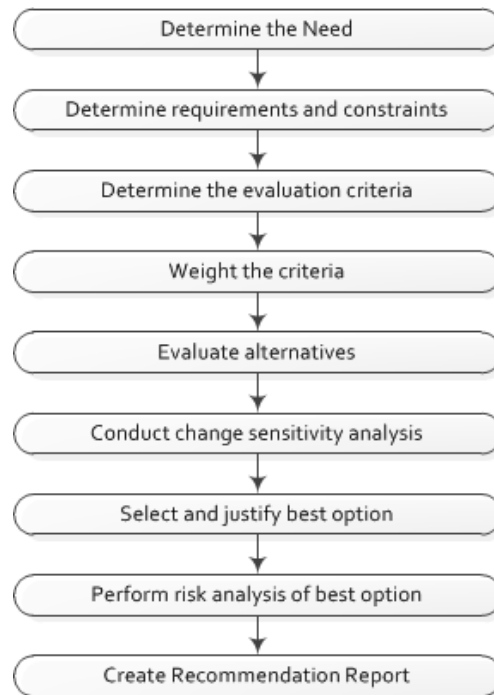 Determine the Need
Determine requirements and constraints
Determine the evaluation criteria
Weight the criteria
Evaluate alternatives
Conduct change sensitivity analysis
Select and justify best option
Perform risk analysis of best option
Create Recommendation Report